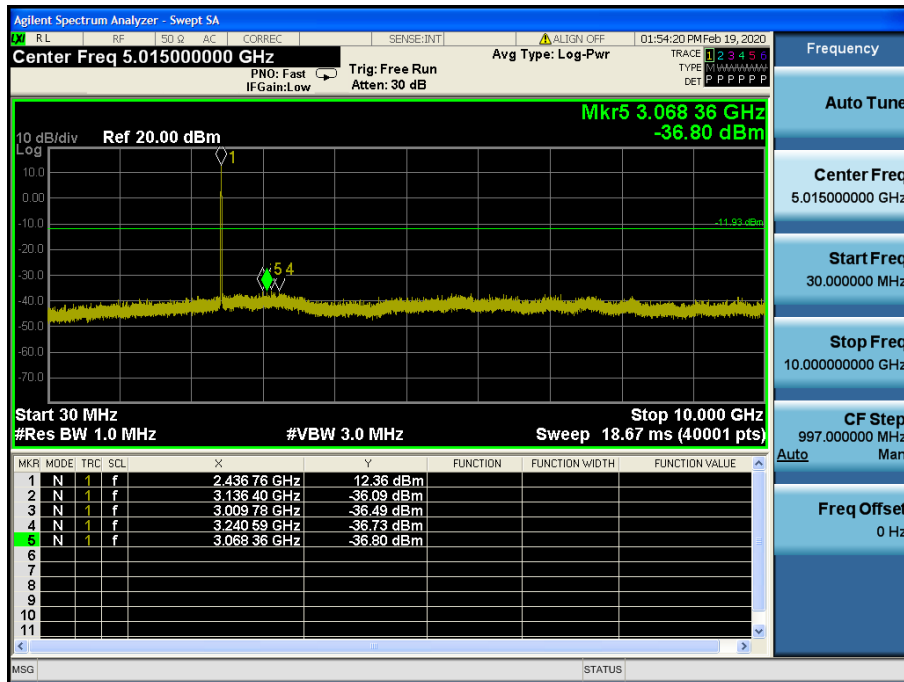 Agilent Spectrum Analyzer - Swept SA
LXI RL RF 50 Ω AC CORREC SENSE:INT ALIGN OFF 01:54:20 PM Feb 19, 2020
Center Freq 5.015000000 GHz
PNO: Fast
IFGain:Low
Trig: Free Run
Atten: 30 dB
Avg Type: Log-Pwr
TRACE 1 2 3 4 5 6
TYPE M WWWWW
DET P P P P P P
Mkr5 3.068 36 GHz
-36.80 dBm
10 dB/div Ref 20.00 dBm
Log
1
10.0
0.00
-10.0
-11.93 dBm
-20.0
5 4
-30.0
-40.0
-50.0
-60.0
-70.0
Start 30 MHz Stop 10.000 GHz
#Res BW 1.0 MHz #VBW 3.0 MHz Sweep 18.67 ms (40001 pts)
MKR MODE TRC SCL X Y FUNCTION FUNCTION WIDTH FUNCTION VALUE
1 N 1 f 2.436 76 GHz 12.36 dBm
2 N 1 f 3.136 40 GHz -36.09 dBm
3 N 1 f 3.009 78 GHz -36.49 dBm
4 N 1 f 3.240 59 GHz -36.73 dBm
5 N 1 f 3.068 36 GHz -36.80 dBm
6
7
8
9
10
11
MSG STATUS
Frequency
Auto Tune
Center Freq
5.015000000 GHz
Start Freq
30.000000 MHz
Stop Freq
10.000000000 GHz
CF Step
997.000000 MHz
Auto Man
Freq Offset
0 Hz